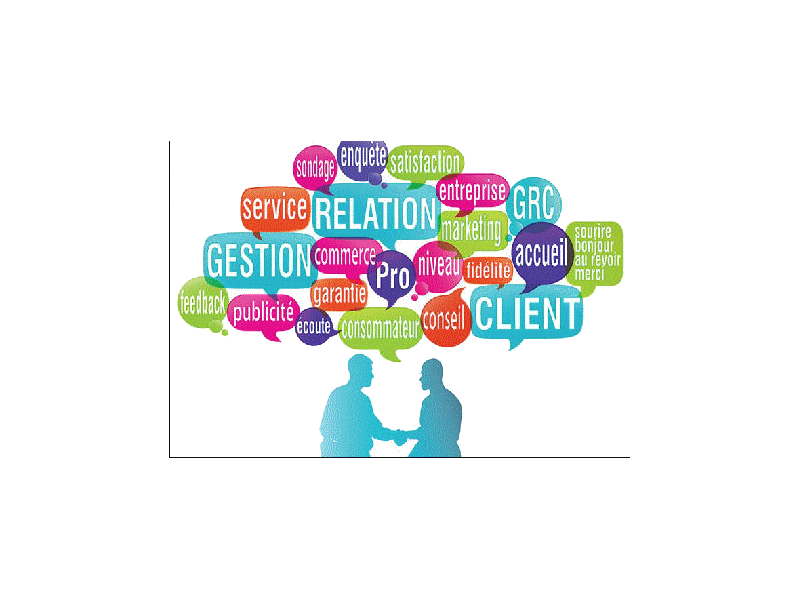 enquête
sondage
satisfaction
entreprise
GRC
service
RELATION
marketing
sourire
bonjour
au revoir
merci
accueil
GESTION
commerce
Pro
niveau
fidélité
feedback
publicité
garantie
écoute
consommateur
conseil
CLIENT